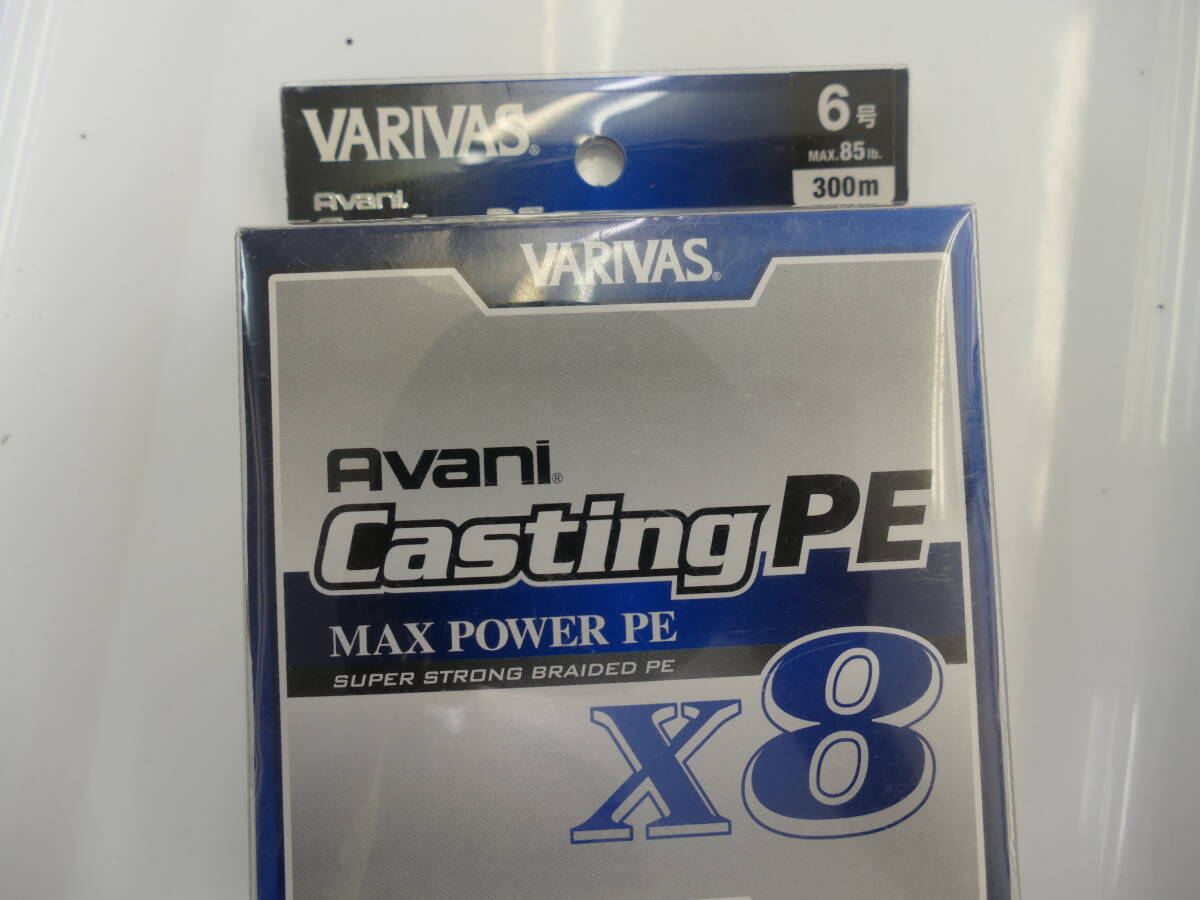 VARIVAS®
6号
MAX.85lb.
300m
Avani®
VARIVAS®
Avani®
Casting PE
MAX POWER PE
SUPER STRONG BRAIDED PE
X8